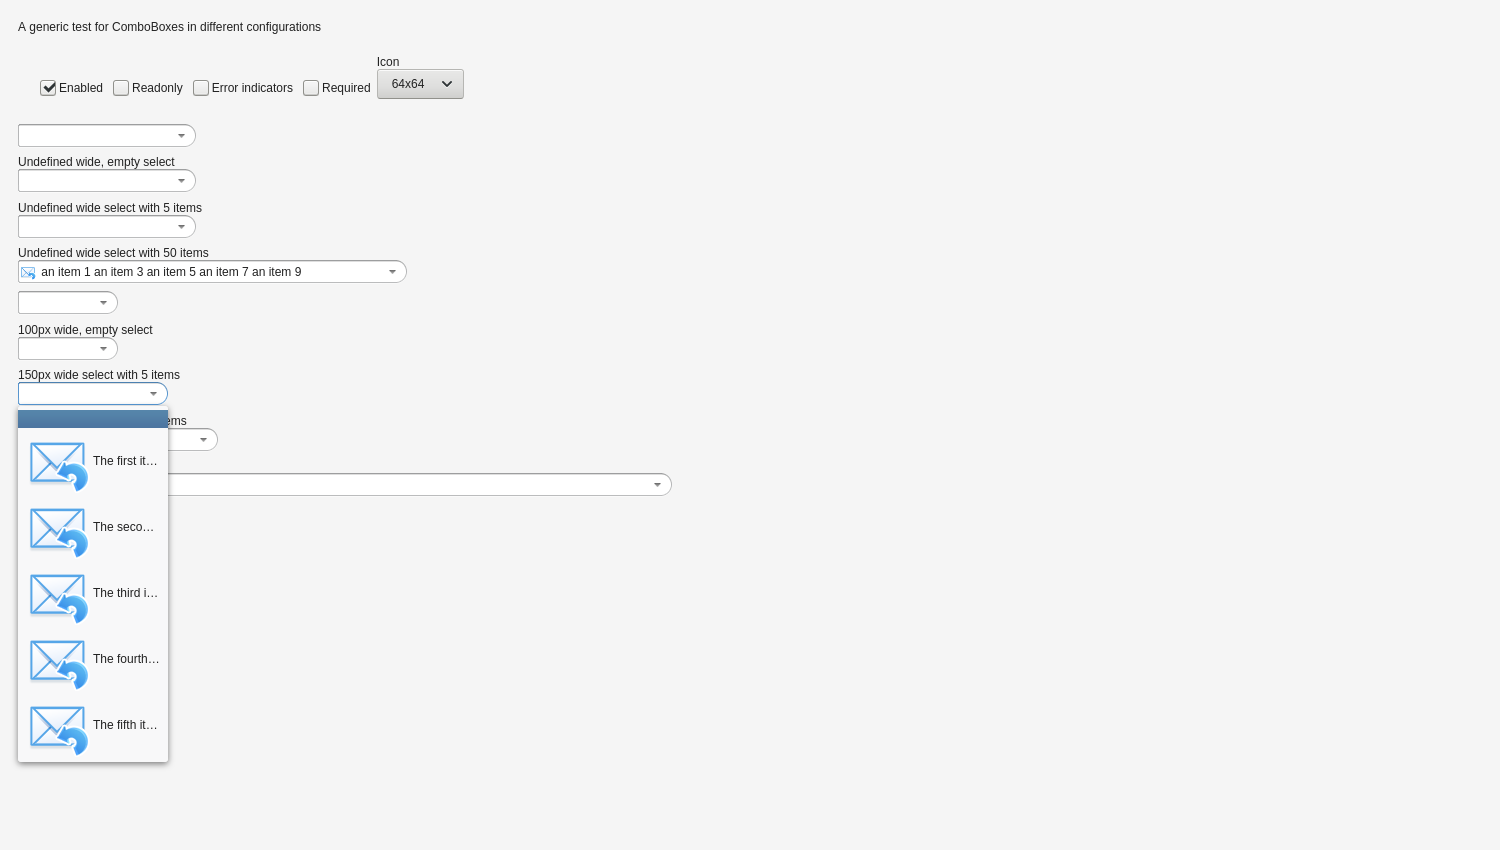 A generic test for ComboBoxes in different configurations
Icon
Enabled Readonly Error indicators Required 64x64
Undefined wide, empty select
Undefined wide select with 5 items
Undefined wide select with 50 items
an item 1 an item 3 an item 5 an item 7 an item 9
100px wide, empty select
150px wide select with 5 items
ems
The first it…
The seco…
The third i…
The fourth…
The fifth it…